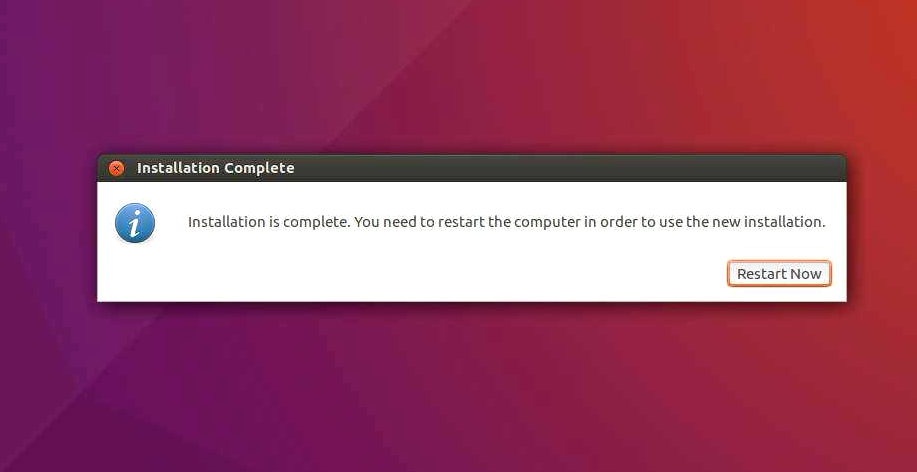 Installation Complete
Installation is complete. You need to restart the computer in order to use the new installation.
Restart Now